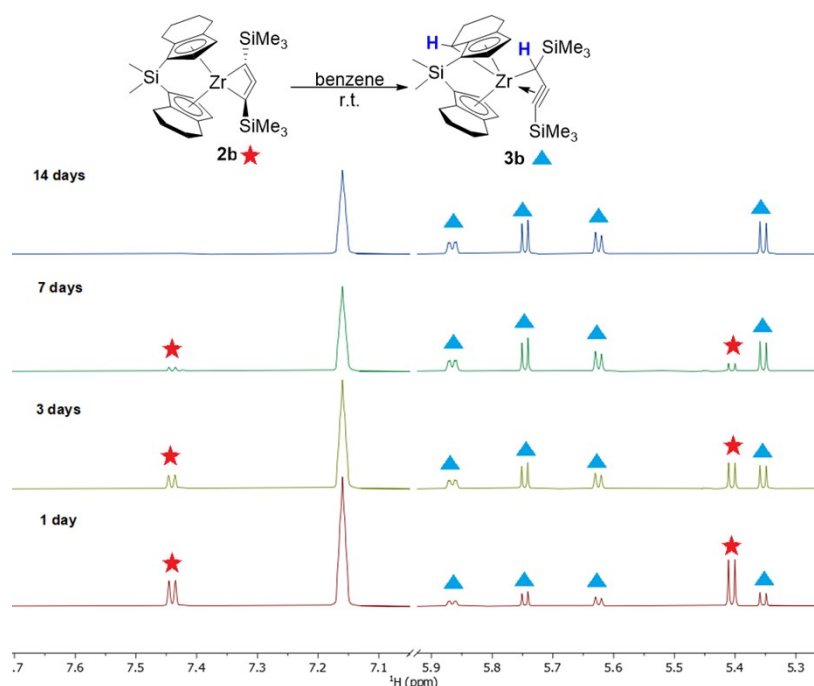 SiMe3
H
H
SiMe3
Si
Zr
benzene
r.t.
Si
Zr
SiMe3
SiMe3
2b
3b
14 days
7 days
3 days
1 day
.7 7.6 7.5 7.4 7.3 7.2 7.1 5.9 5.8 5.7 5.6 5.5 5.4 5.3
1H (ppm)